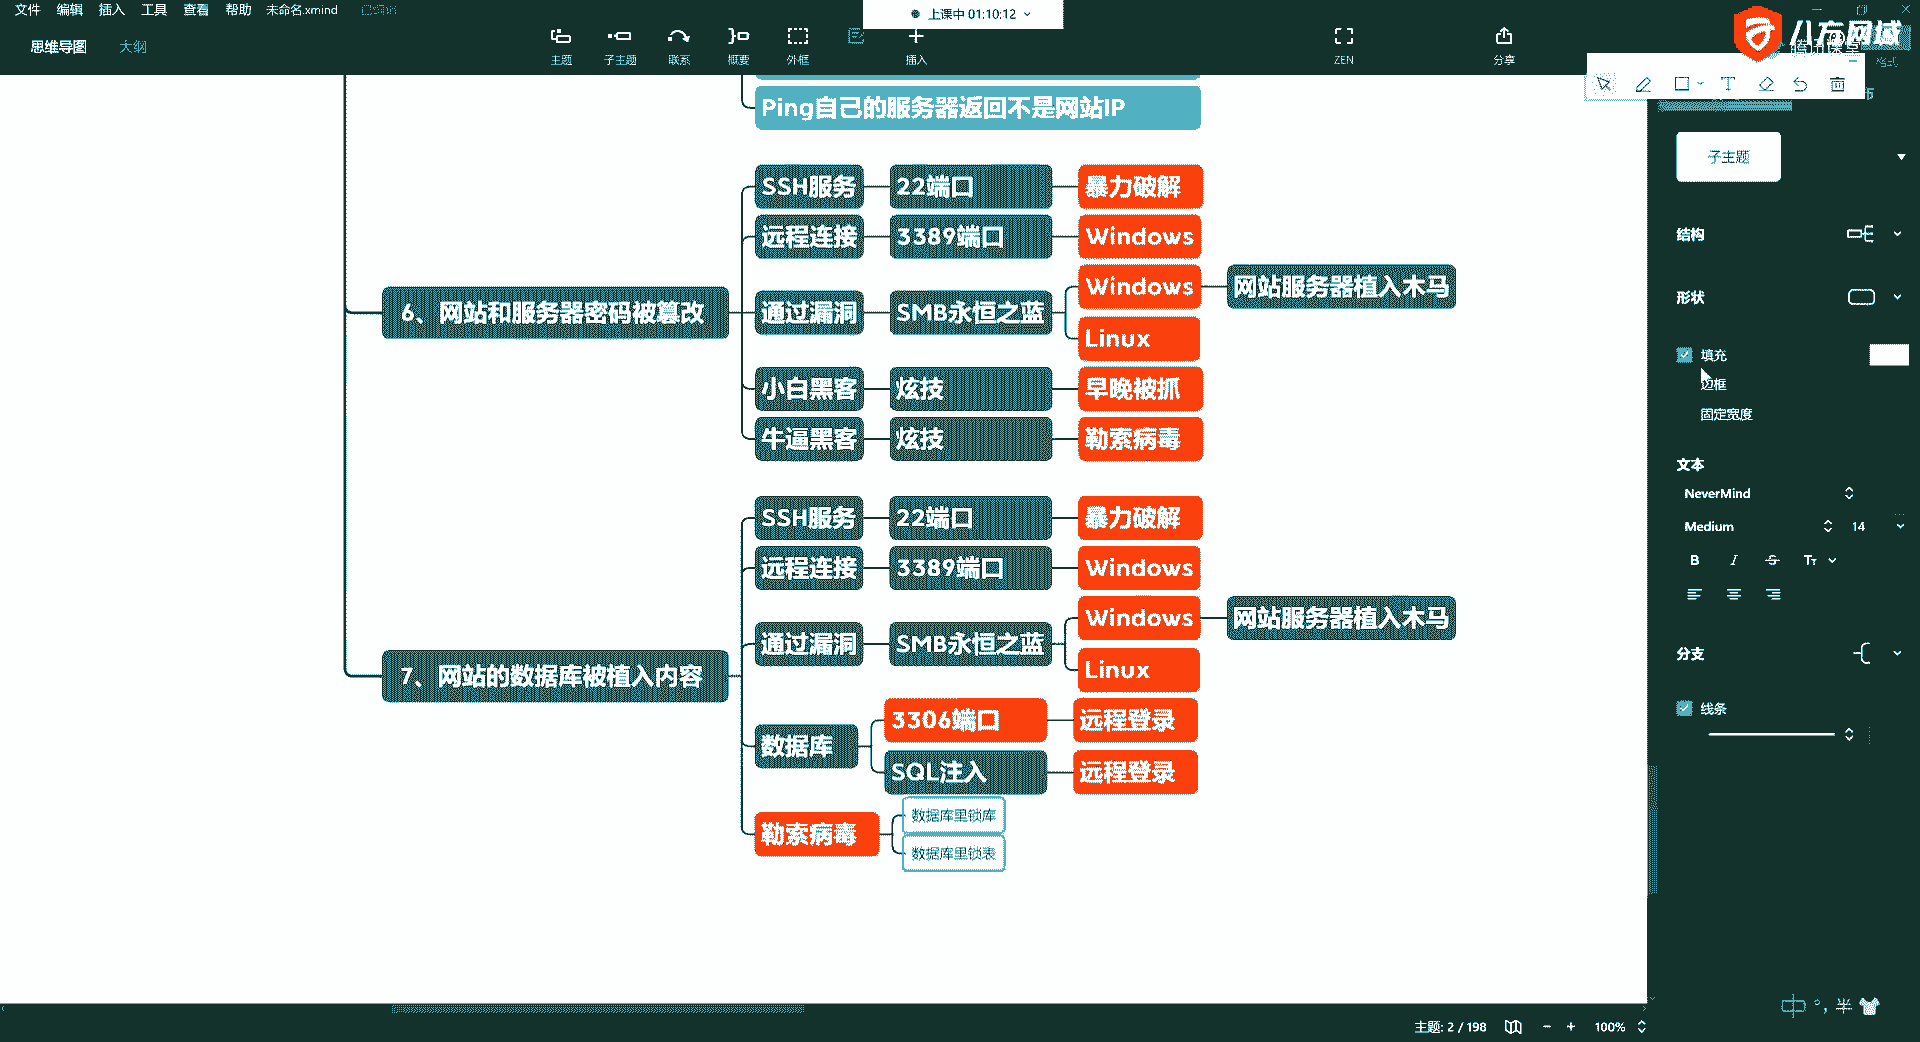 文件 编辑 插入 工具 查看 帮助 未命名.xmind
上课中 01:10:12
八方网域
腾讯课堂
思维导图 大纲
主题 子主题 联系 概要 外框 插入 ZEN 分享 格式
Ping自己的服务器返回不是网站IP
子主题
6、网站和服务器密码被篡改
SSH服务 22端口 暴力破解
远程连接 3389端口 Windows
通过漏洞 SMB永恒之蓝 Windows 网站服务器植入木马
Linux
小白黑客 炫技 早晚被抓
牛逼黑客 炫技 勒索病毒
7、网站的数据库被植入内容
SSH服务 22端口 暴力破解
远程连接 3389端口 Windows
通过漏洞 SMB永恒之蓝 Windows 网站服务器植入木马
Linux
数据库 3306端口 远程登录
SQL注入 远程登录
勒索病毒 数据库里锁库
数据库里锁表
结构
形状
填充
边框
固定宽度
文本
NeverMind
Medium 14
B I S Tт
分支
线条
中 °, 半
主题: 2 / 198 100%